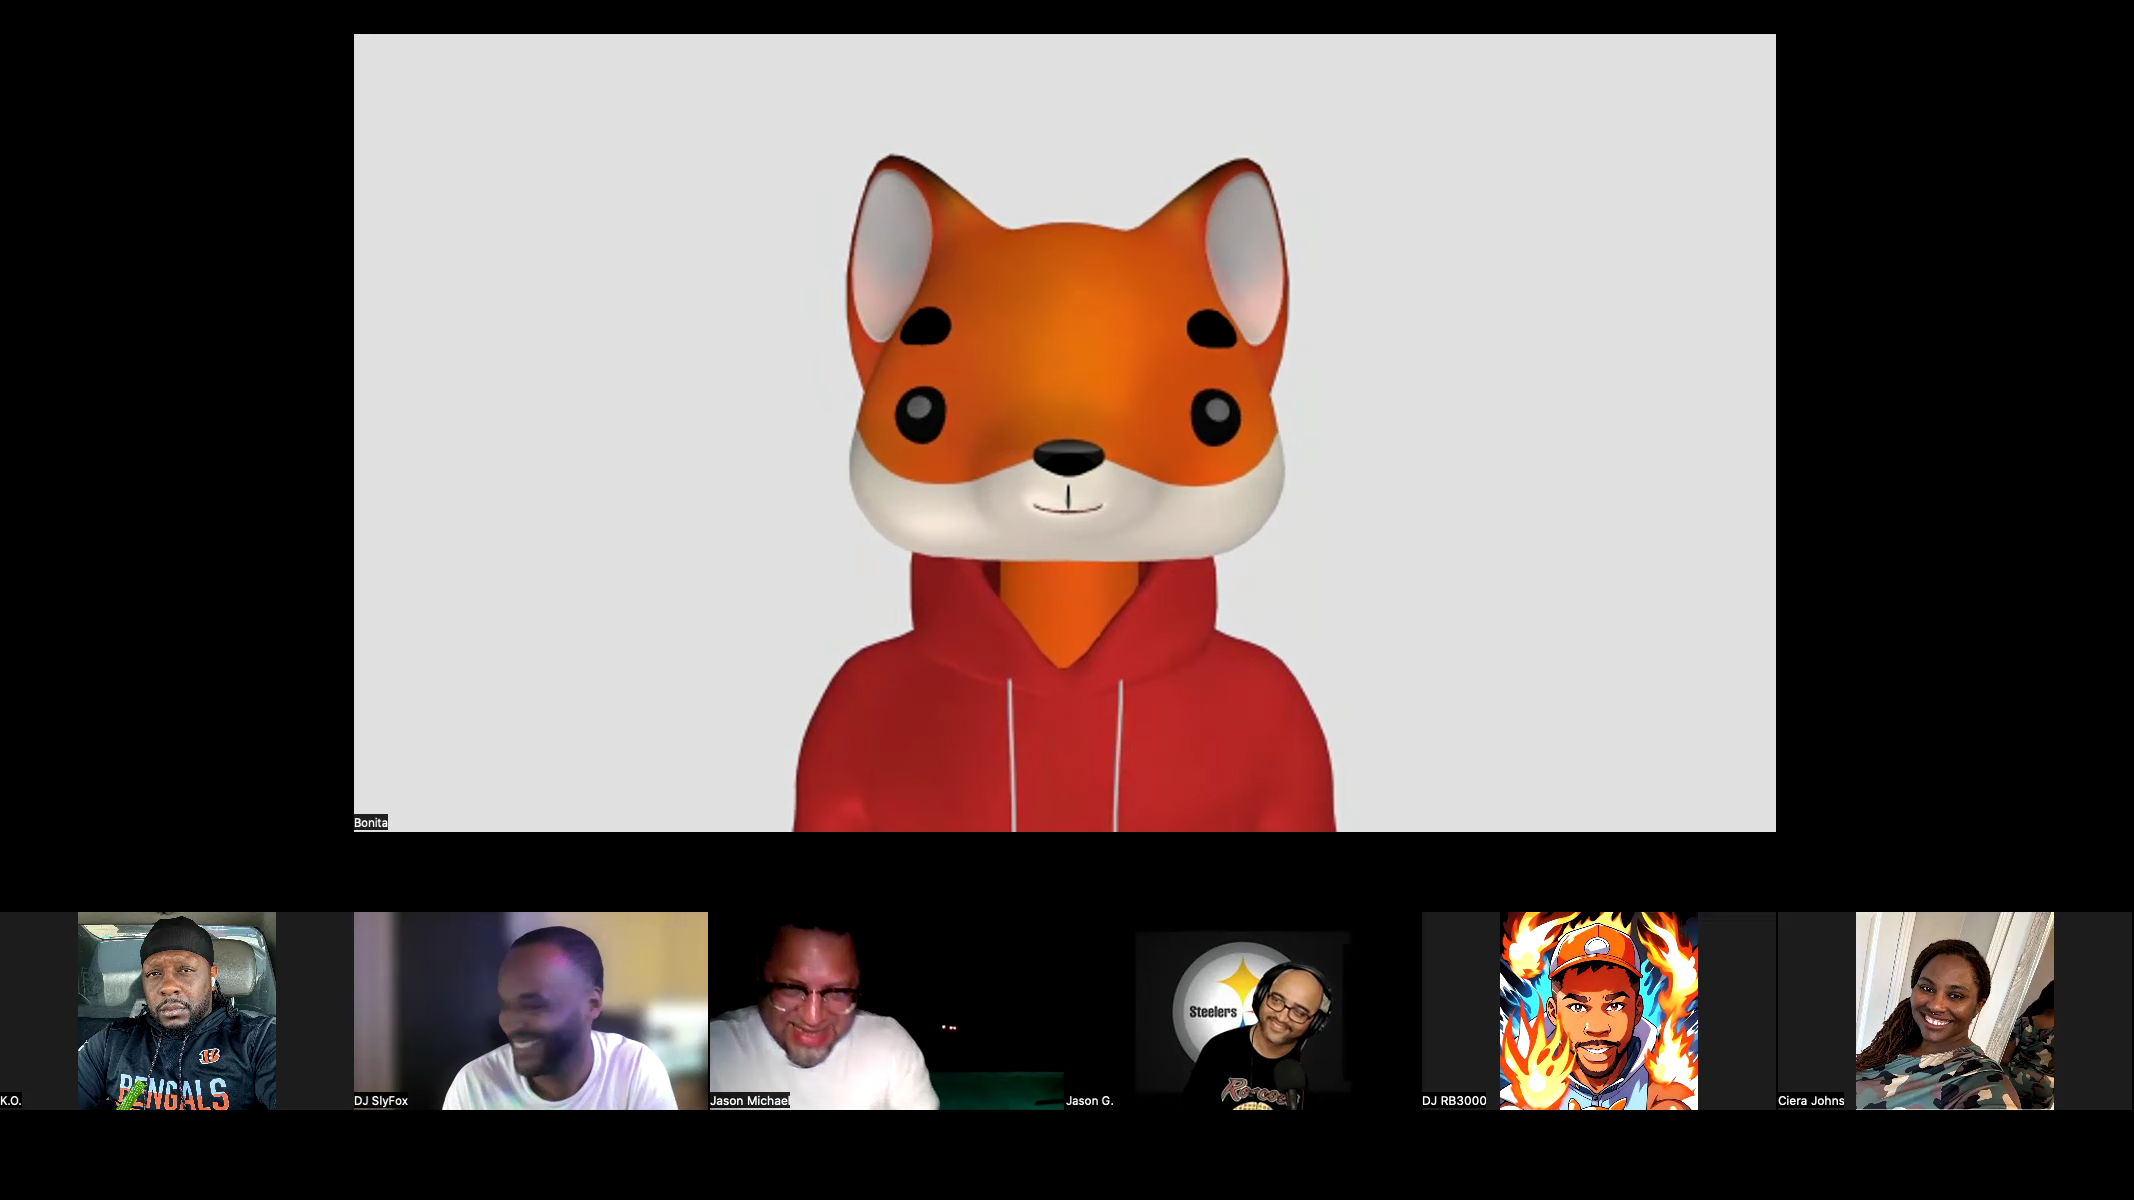 Bonita
K.O.
BENGALS
DJ SlyFox
Jason Michael
Steelers
Jason G.
DJ RB3000
Ciera Johns